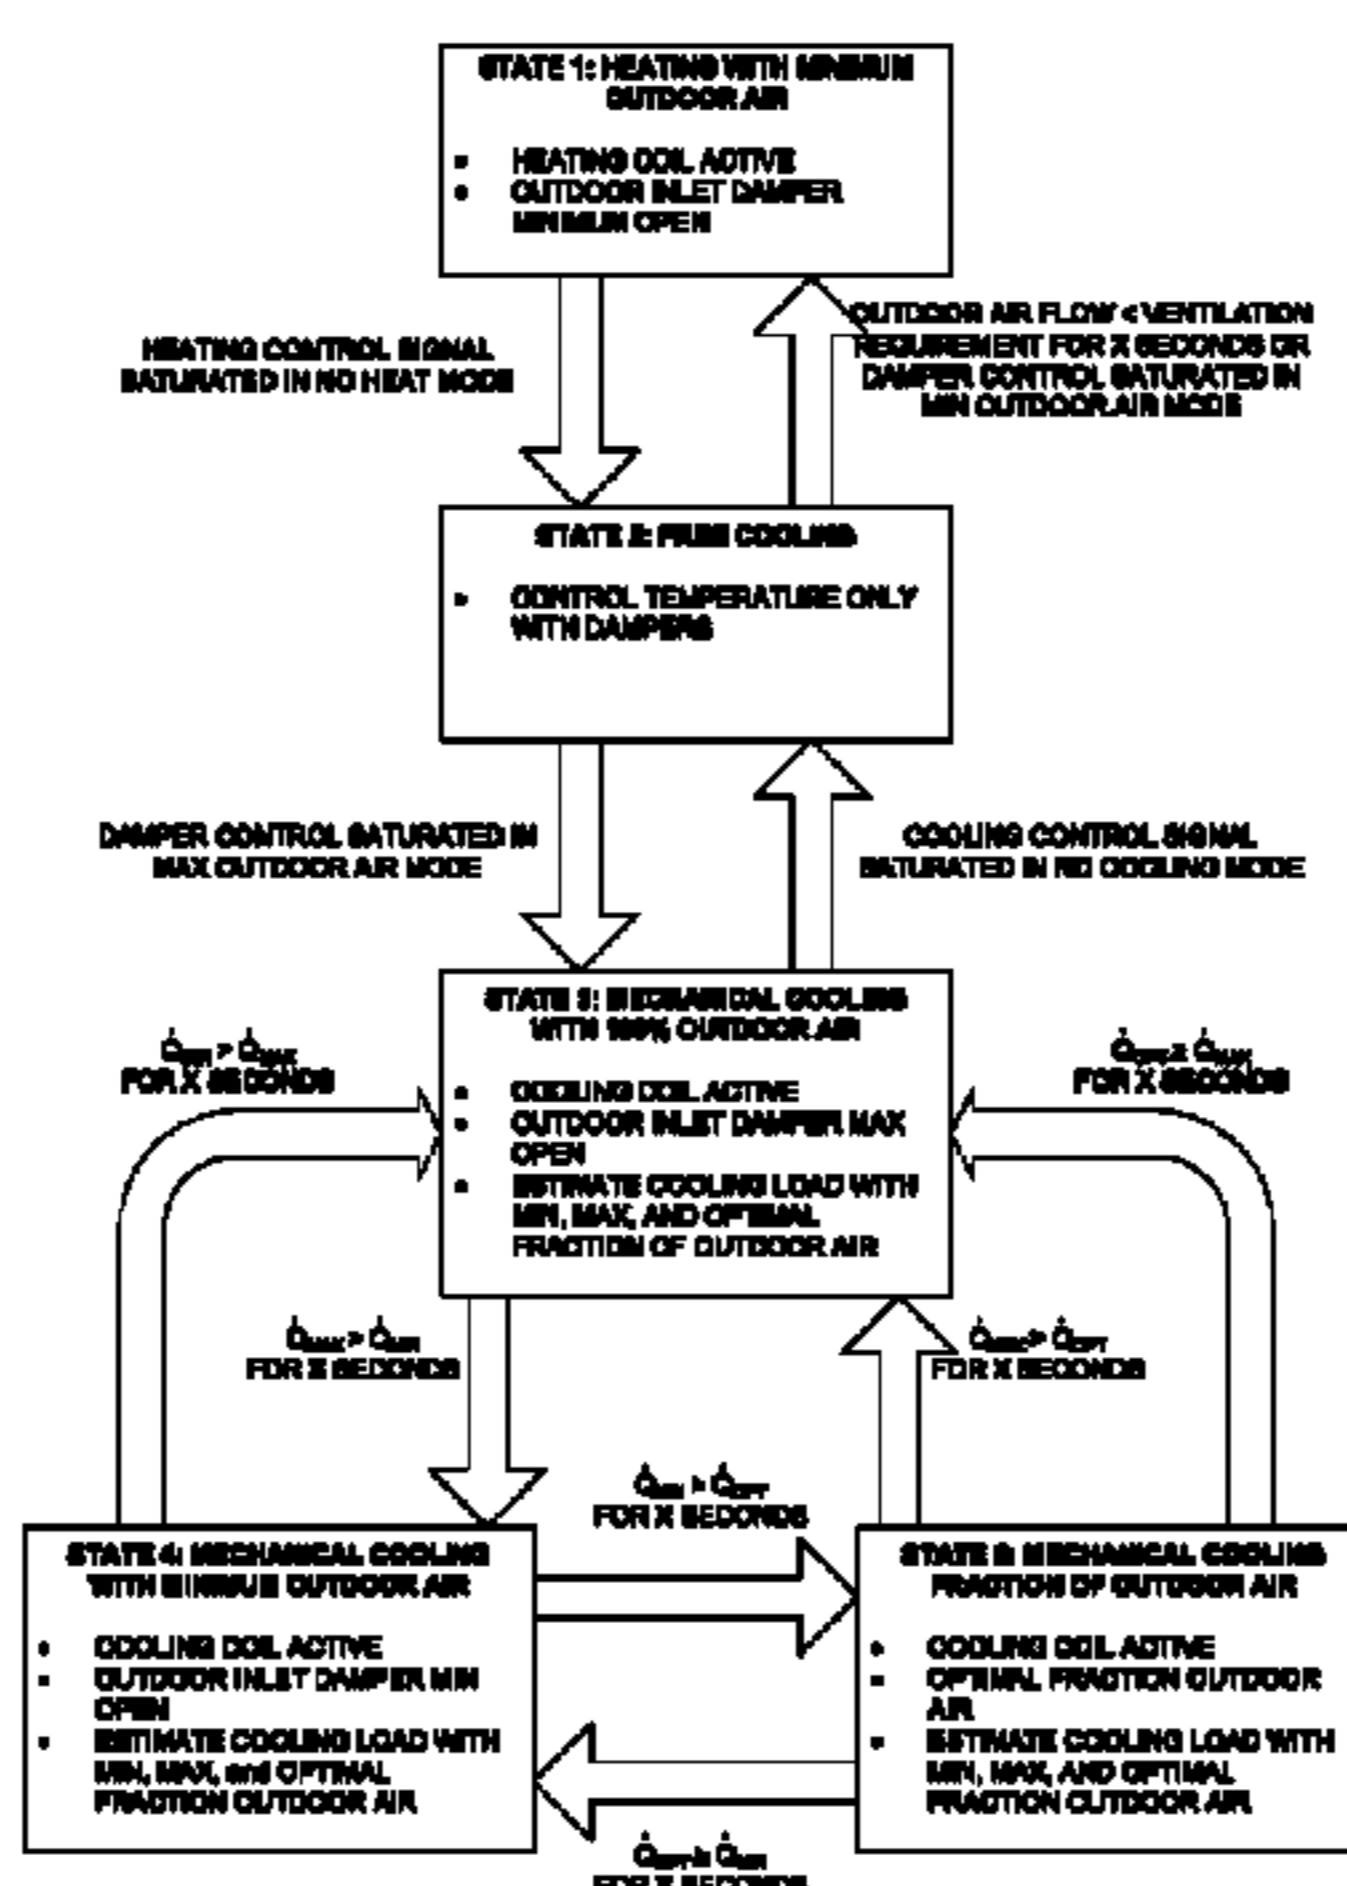 STATE 1: HEATING WITH MINIMUM
OUTDOOR AIR
• HEATING COIL ACTIVE
• OUTDOOR INLET DAMPER
MINIMUM OPEN
HEATING CONTROL SIGNAL
SATURATED IN NO HEAT MODE
OUTDOOR AIR FLOW < VENTILATION
REQUIREMENT FOR X SECONDS OR
DAMPER CONTROL SATURATED IN
MIN OUTDOOR AIR MODE
STATE 2: FREE COOLING
• CONTROL TEMPERATURE ONLY
WITH DAMPERS
DAMPER CONTROL SATURATED IN
MAX OUTDOOR AIR MODE
COOLING CONTROL SIGNAL
SATURATED IN NO COOLING MODE
STATE 3: MECHANICAL COOLING
WITH 100% OUTDOOR AIR
• COOLING COIL ACTIVE
• OUTDOOR INLET DAMPER MAX
OPEN
• ESTIMATE COOLING LOAD WITH
MIN, MAX, AND OPTIMAL
FRACTION OF OUTDOOR AIR
Q̇MIN > Q̇MAX
FOR X SECONDS
FOR X SECONDS
Q̇MAX > Q̇MIN
FOR X SECONDS
FOR X SECONDS
Q̇MIN > Q̇OPT
FOR X SECONDS
STATE 4: MECHANICAL COOLING
WITH MINIMUM OUTDOOR AIR
• COOLING COIL ACTIVE
• OUTDOOR INLET DAMPER MIN
OPEN
• ESTIMATE COOLING LOAD WITH
MIN, MAX, and OPTIMAL
FRACTION OUTDOOR AIR
STATE 5: MECHANICAL COOLING
FRACTION OF OUTDOOR AIR
• COOLING COIL ACTIVE
• OPTIMAL FRACTION OUTDOOR
AIR
• ESTIMATE COOLING LOAD WITH
MIN, MAX, AND OPTIMAL
FRACTION OUTDOOR AIR
FOR X SECONDS